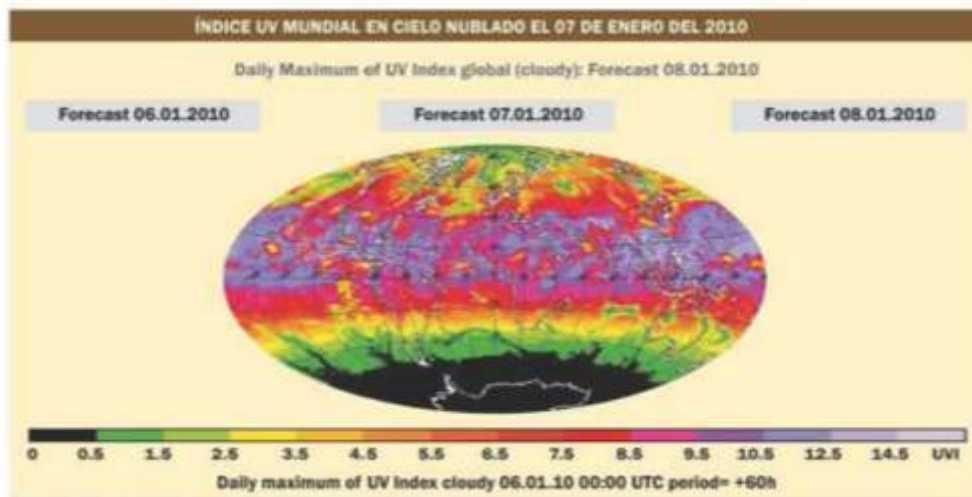 ÍNDICE UV MUNDIAL EN CIELO NUBLADO EL 07 DE ENERO DEL 2010
Daily Maximum of UV Index global (cloudy): Forecast 08.01.2010
Forecast 06.01.2010 Forecast 07.01.2010 Forecast 08.01.2010
0 0.5 1.5 2.5 3.5 4.5 5.5 6.5 7.5 8.5 9.5 10.5 12.5 14.5 UVI
Daily maximum of UV Index cloudy 06.01.10 00:00 UTC period= +60h